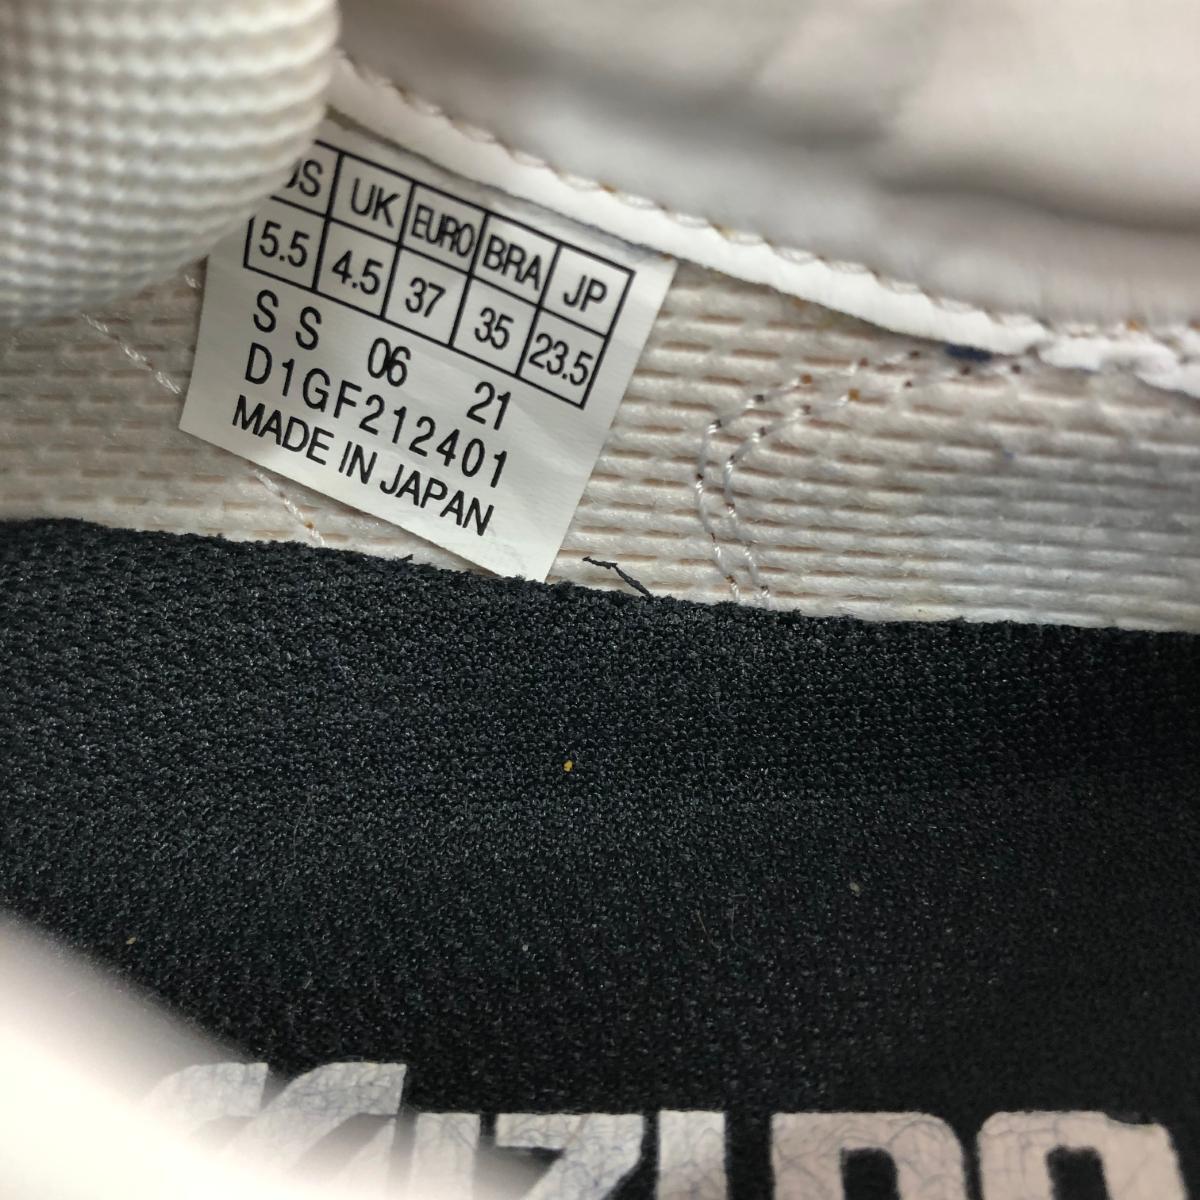 US UK EURO BRA JP
5.5 4.5 37 35 23.5
S S 06 21
D1GF212401
MADE IN JAPAN
MIZUNO